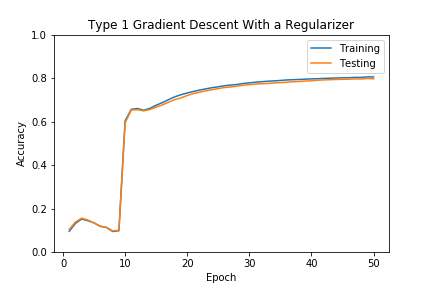 Type 1 Gradient Descent With a Regularizer
Training
Testing
1.0
0.8
0.6
0.4
0.2
0.0
Accuracy
0 10 20 30 40 50
Epoch